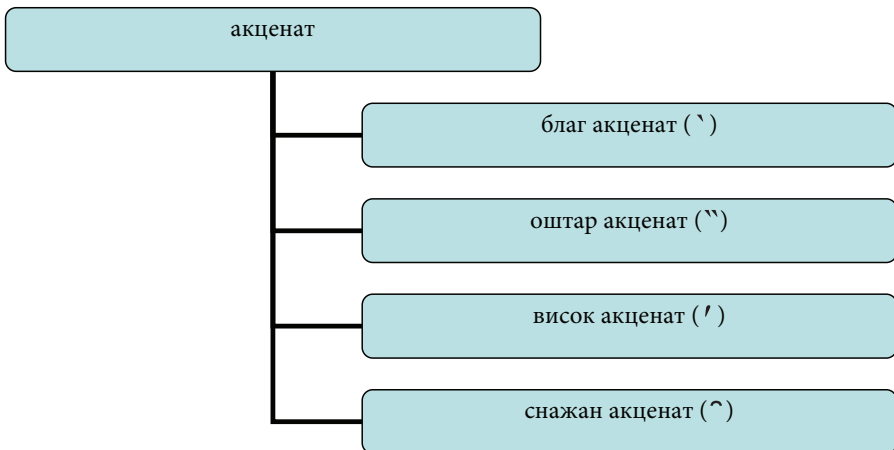 акценат
благ акценат (ˋ)
оштар акценат (˵)
висок акценат (ˊ)
снажан акценат (⌒)